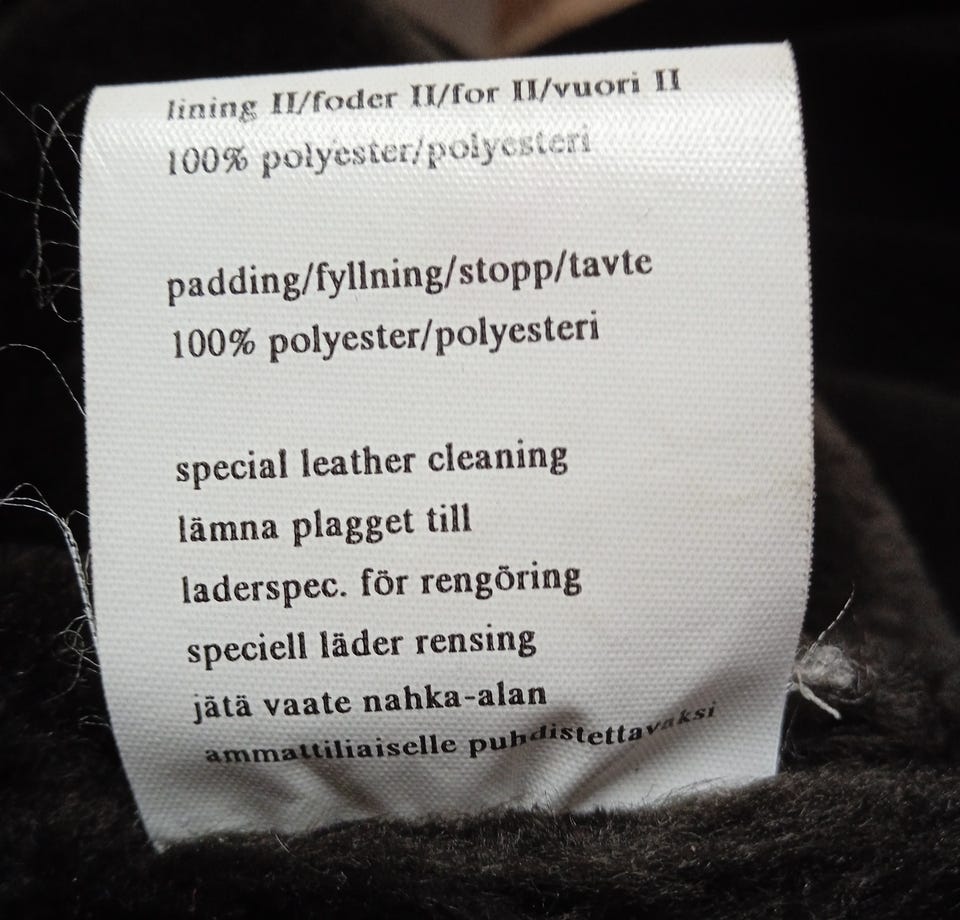 lining II/foder II/for II/vuori II
100% polyester/polyesteri
padding/fyllning/stopp/tavte
100% polyester/polyesteri
special leather cleaning
lämna plagget till
laderspec. för rengöring
speciell läder rensing
jätä vaate nahka-alan
ammattiliaiselle puhdistettavaksi